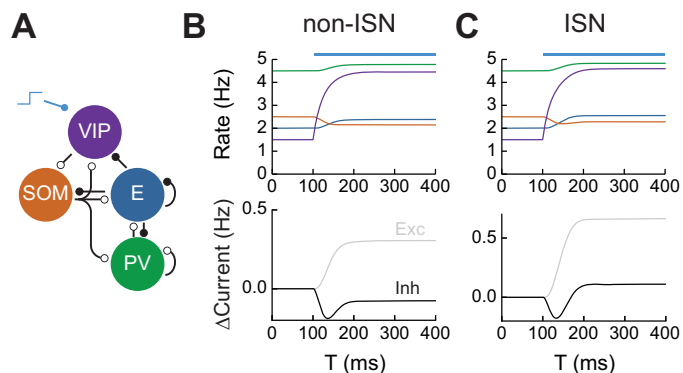 A
VIP
SOM
E
PV
B
non-ISN
Rate (Hz)
5
4
3
2
1
0
0 100 200 300 400
ΔCurrent (Hz)
0.5
0.0
Exc
Inh
0 100 200 300 400
T (ms)
C
ISN
5
4
3
2
1
0
0 100 200 300 400
0.5
0.0
0 100 200 300 400
T (ms)